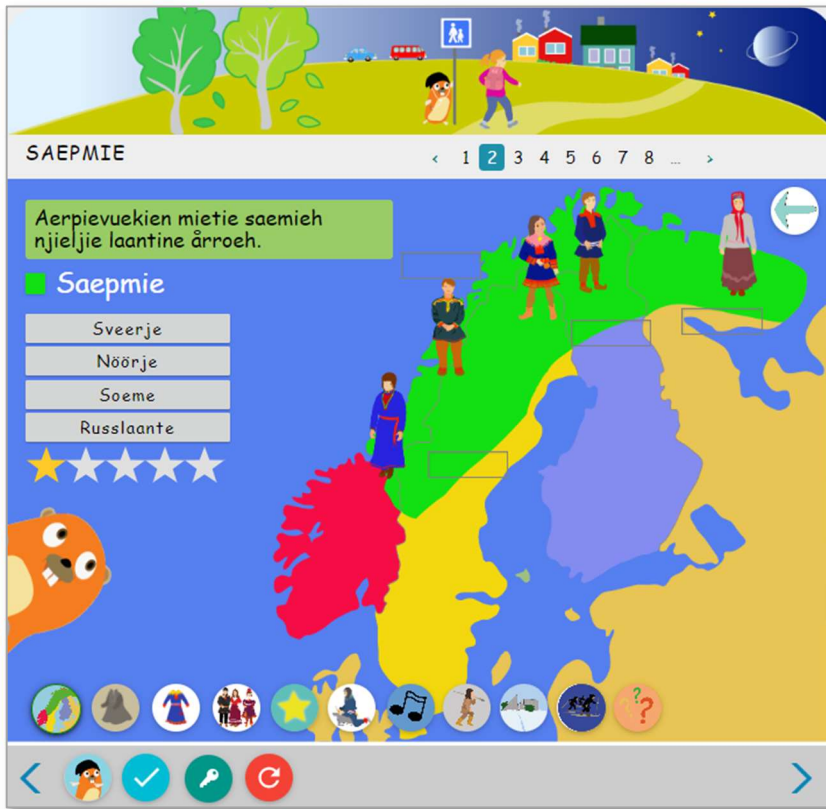 SAEPMIE
‹ 1 2 3 4 5 6 7 8 ... ›
Aerpievuekien mietie saemieh
njieljie laantine årroeh.
Saepmie
Sveerje
Nöörje
Soeme
Russlaante
? ? ?